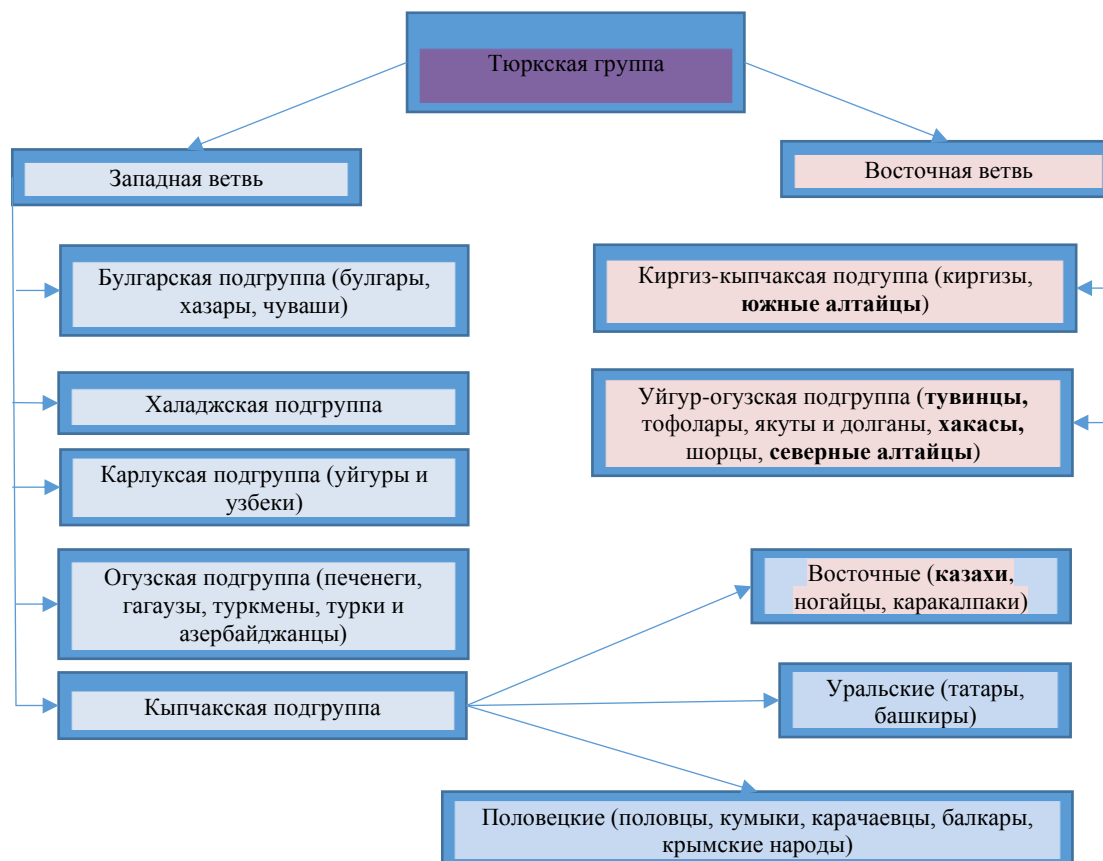 Тюркская группа
Западная ветвь
Восточная ветвь
Булгарская подгруппа (булгары,
хазары, чуваши)
Киргиз-кыпчаксая подгуппа (киргизы,
южные алтайцы)
Халаджская подгруппа
Уйгур-огузская подгруппа (тувинцы,
тофолары, якуты и долганы, хакасы,
шорцы, северные алтайцы)
Карлуксая подгруппа (уйгуры и
узбеки)
Огузская подгруппа (печенеги,
гагаузы, туркмены, турки и
азербайджанцы)
Восточные (казахи,
ногайцы, каракалпаки)
Кыпчакская подгруппа
Уральские (татары,
башкиры)
Половецкие (половцы, кумыки, карачаевцы, балкары,
крымские народы)